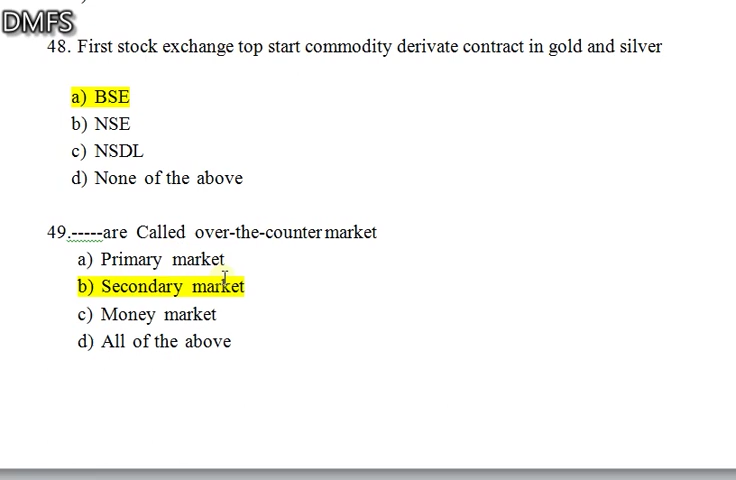 DMFS
48. First stock exchange top start commodity derivate contract in gold and silver
a) BSE
b) NSE
c) NSDL
d) None of the above
49.-----are Called over-the-counter market
a) Primary market
b) Secondary market
c) Money market
d) All of the above